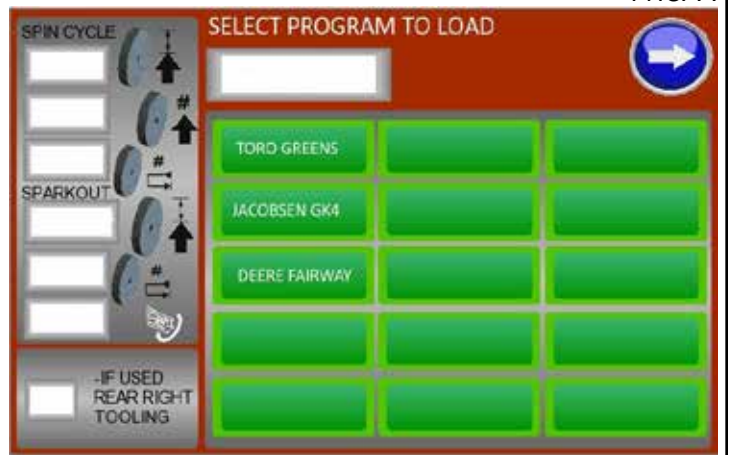 SPIN CYCLE
#
#
SPARKOUT
#
-IF USED
REAR RIGHT
TOOLING
SELECT PROGRAM TO LOAD
TORO GREENS
JACOBSEN GK4
DEERE FAIRWAY